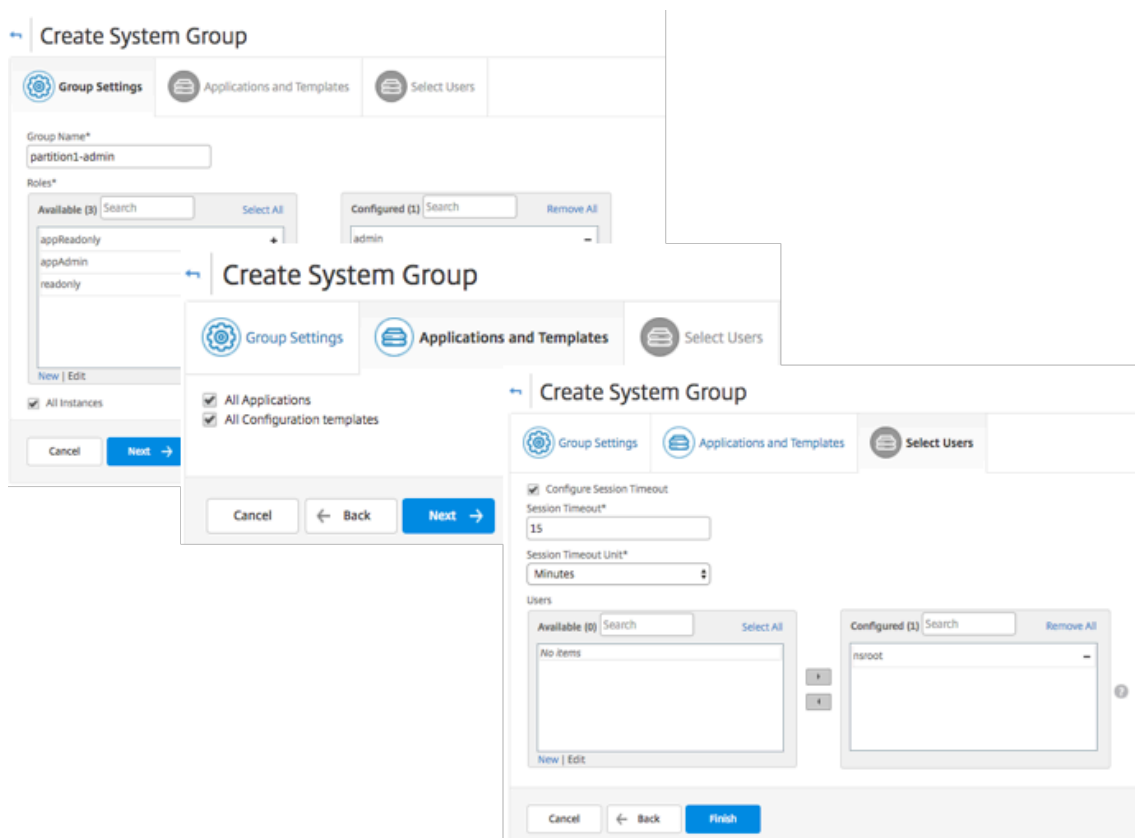 Create System Group
Group Settings
Applications and Templates
Select Users
Group Name*
partition1-admin
Roles*
Available (3) Search Select All
Configured (1) Search Remove All
appReadonly +
admin −
appAdmin
readonly
New | Edit
All Instances
Cancel
Next →
Create System Group
Group Settings
Applications and Templates
Select Users
All Applications
All Configuration templates
Cancel
← Back
Next →
Create System Group
Group Settings
Applications and Templates
Select Users
Configure Session Timeout
Session Timeout*
15
Session Timeout Unit*
Minutes
Users
Available (0) Search Select All
Configured (1) Search Remove All
No items
nsroot −
?
New | Edit
Cancel
← Back
Finish